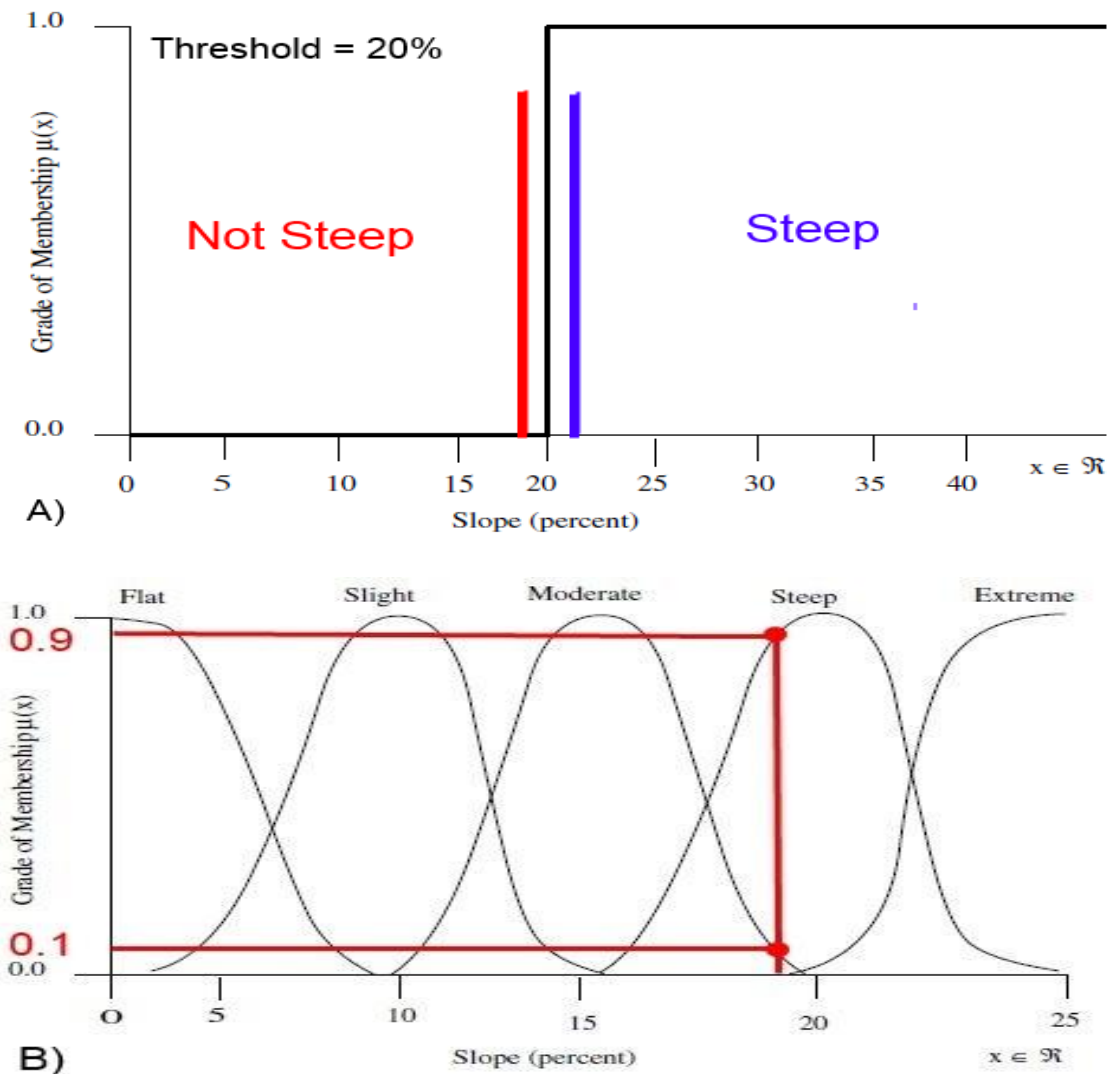 1.0
Threshold = 20%
Grade of Membership μ(x)
Not Steep
Steep
0.0
0 5 10 15 20 25 30 35 40 x ∈ ℜ
A)
Slope (percent)
Flat Slight Moderate Steep Extreme
1.0
0.9
Grade of Membership μ(x)
0.1
0.0
O 5 10 15 20 25
B)
Slope (percent) x ∈ ℜ